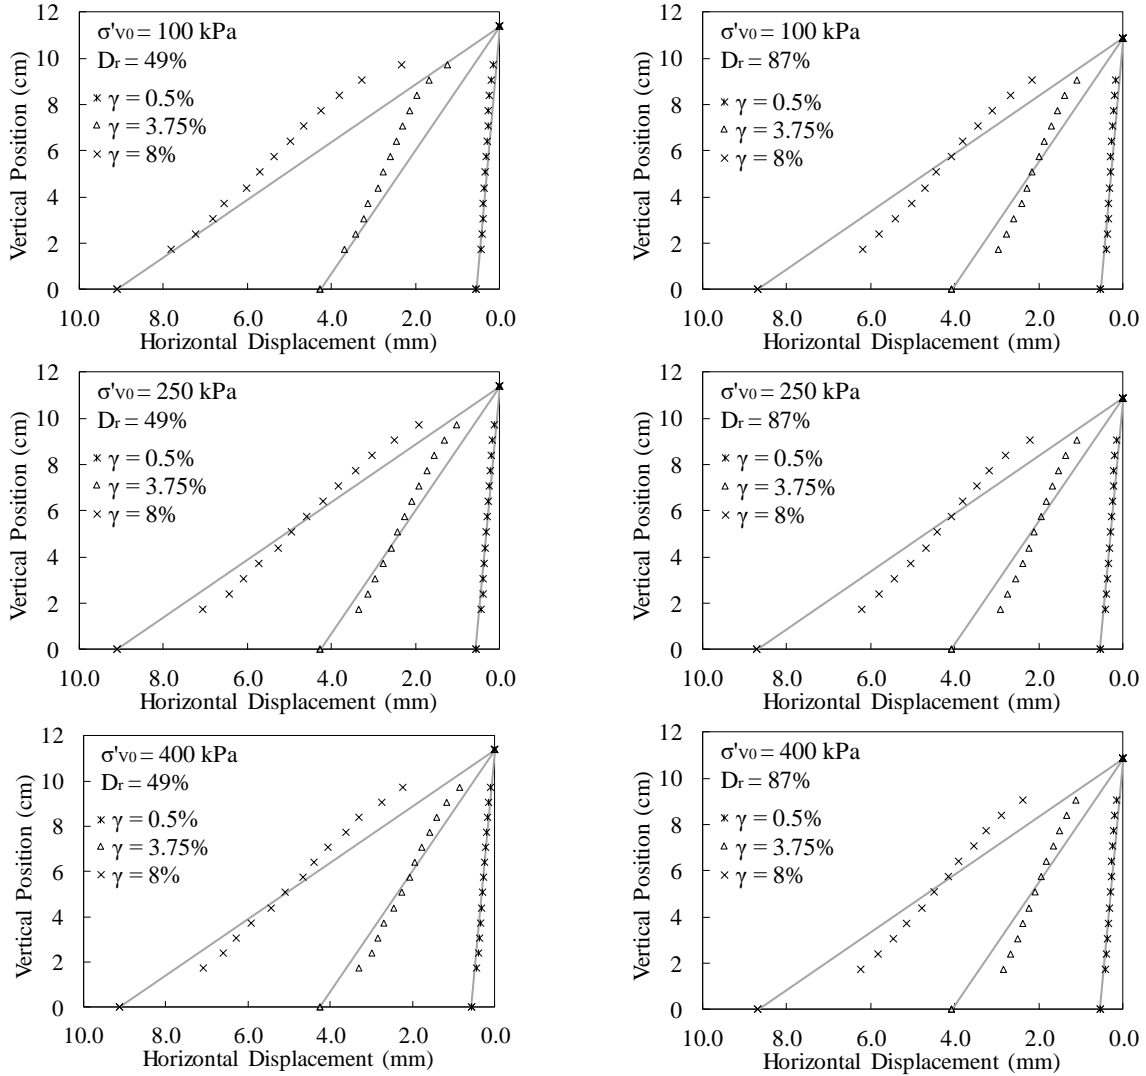 σ'V0 = 100 kPa
Dr = 49%
γ = 0.5%
γ = 3.75%
γ = 8%
12
10
8
6
4
2
0
Vertical Position (cm)
10.0 8.0 6.0 4.0 2.0 0.0
Horizontal Displacement (mm)
σ'V0 = 100 kPa
Dr = 87%
γ = 0.5%
γ = 3.75%
γ = 8%
12
10
8
6
4
2
0
Vertical Position (cm)
10.0 8.0 6.0 4.0 2.0 0.0
Horizontal Displacement (mm)
σ'V0 = 250 kPa
Dr = 49%
γ = 0.5%
γ = 3.75%
γ = 8%
12
10
8
6
4
2
0
Vertical Position (cm)
10.0 8.0 6.0 4.0 2.0 0.0
Horizontal Displacement (mm)
σ'V0 = 250 kPa
Dr = 87%
γ = 0.5%
γ = 3.75%
γ = 8%
12
10
8
6
4
2
0
Vertical Position (cm)
10.0 8.0 6.0 4.0 2.0 0.0
Horizontal Displacement (mm)
σ'V0 = 400 kPa
Dr = 49%
γ = 0.5%
γ = 3.75%
γ = 8%
12
10
8
6
4
2
0
Vertical Position (cm)
10.0 8.0 6.0 4.0 2.0 0.0
Horizontal Displacement (mm)
σ'V0 = 400 kPa
Dr = 87%
γ = 0.5%
γ = 3.75%
γ = 8%
12
10
8
6
4
2
0
Vertical Position (cm)
10.0 8.0 6.0 4.0 2.0 0.0
Horizontal Displacement (mm)